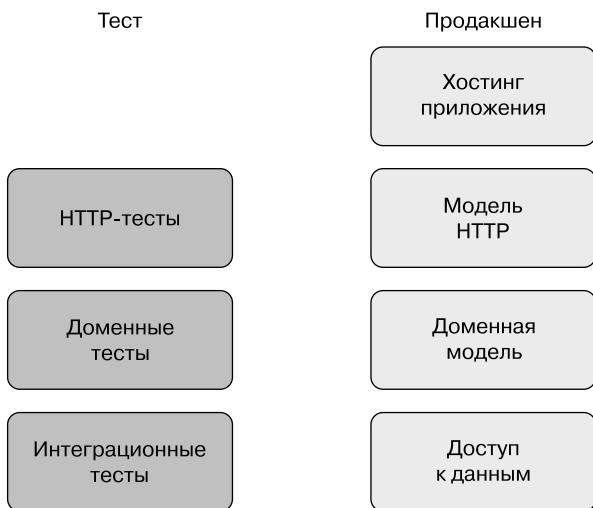 Тест
Продакшен
Хостинг
приложения
HTTP-тесты
Модель
HTTP
Доменные
тесты
Доменная
модель
Интеграционные
тесты
Доступ
к данным